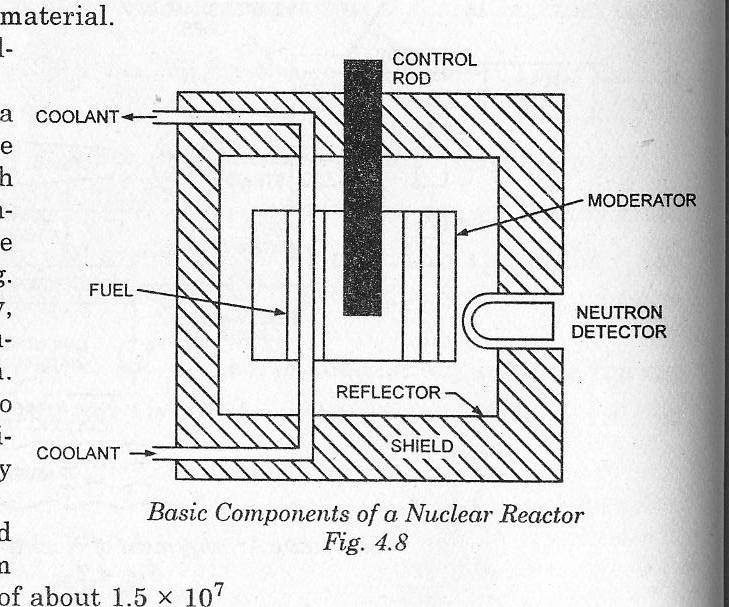 material.
l-
a
e
h
n-
e
g.
y,
u-
n.
o
i-
y
d
n
of about 1.5 × 10⁷
CONTROL
ROD
COOLANT
MODERATOR
FUEL
NEUTRON
DETECTOR
REFLECTOR
COOLANT
SHIELD
Basic Components of a Nuclear Reactor
Fig. 4.8